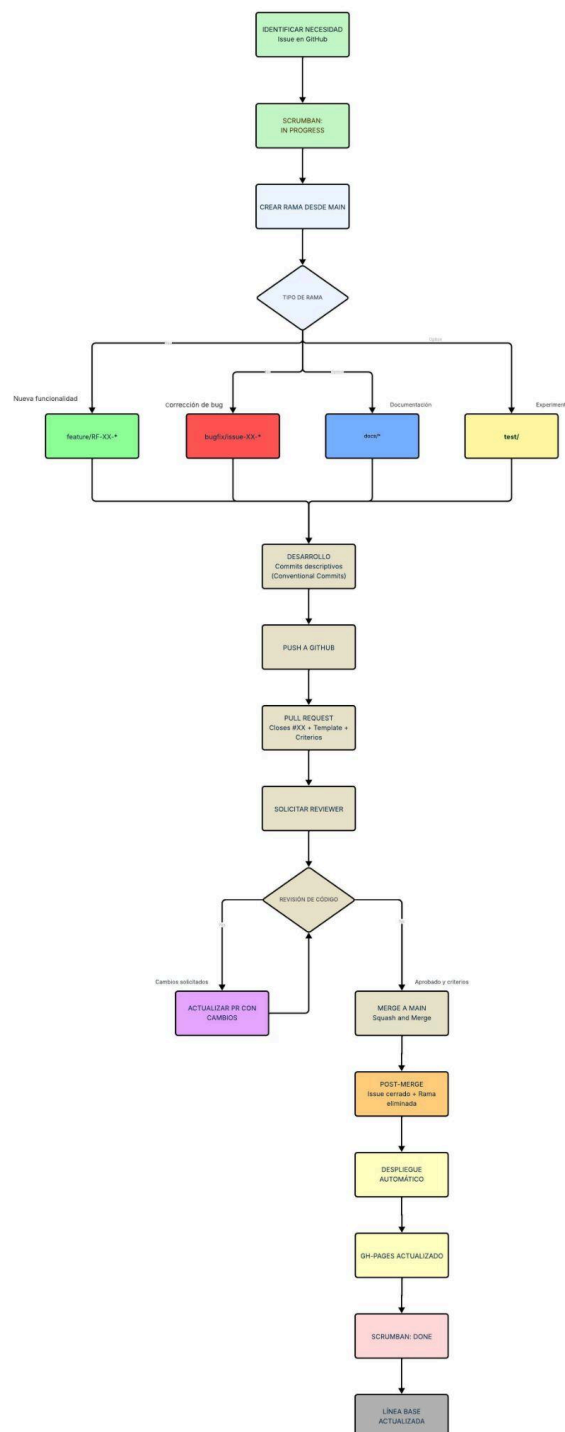 IDENTIFICAR NECESIDAD
Issue en GitHub
SCRUMBAN:
IN PROGRESS
CREAR RAMA DESDE MAIN
TIPO DE RAMA
Nueva funcionalidad
Corrección de bug
Documentación
Experiment
feature/RF-XX-*
bugfix/issue-XX-*
docs/*
test/
DESARROLLO
Commits descriptivos
(Conventional Commits)
PUSH A GITHUB
PULL REQUEST
Closes #XX + Template +
Criterios
SOLICITAR REVIEWER
REVISIÓN DE CÓDIGO
Cambios solicitados
Aprobado y criterios
ACTUALIZAR PR CON
CAMBIOS
MERGE A MAIN
Squash and Merge
POST-MERGE
Issue cerrado + Rama
eliminada
DESPLIEGUE
AUTOMÁTICO
GH-PAGES ACTUALIZADO
SCRUMBAN: DONE
LÍNEA BASE
ACTUALIZADA